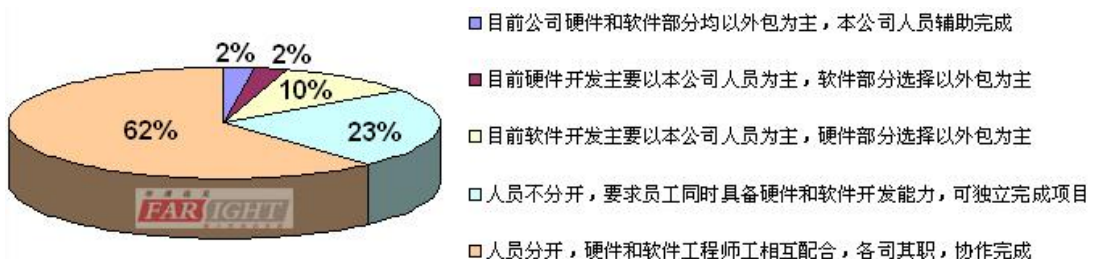 目前公司硬件和软件部分均以外包为主，本公司人员辅助完成
2% 2%
目前硬件开发主要以本公司人员为主，软件部分选择以外包为主
10%
62%
23%
目前软件开发主要以本公司人员为主，硬件部分选择以外包为主
人员不分开，要求员工同时具备硬件和软件开发能力，可独立完成项目
FARSIGHT
人员分开，硬件和软件工程师工相互配合，各司其职，协作完成